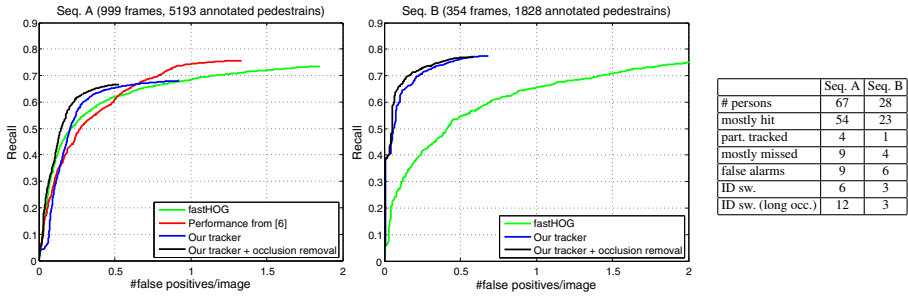 Seq. A (999 frames, 5193 annotated pedestrains)
0.9
0.8
0.7
0.6
0.5
0.4
0.3
0.2
0.1
0
Recall
0 0.5 1 1.5 2
#false positives/image
fastHOG
Performance from [6]
Our tracker
Our tracker + occlusion removal
Seq. B (354 frames, 1828 annotated pedestrains)
0.9
0.8
0.7
0.6
0.5
0.4
0.3
0.2
0.1
0
Recall
0 0.5 1 1.5 2
#false positives/image
fastHOG
Our tracker
Our tracker + occlusion removal
Seq. A Seq. B
# persons 67 28
mostly hit 54 23
part. tracked 4 1
mostly missed 9 4
false alarms 9 6
ID sw. 6 3
ID sw. (long occ.) 12 3